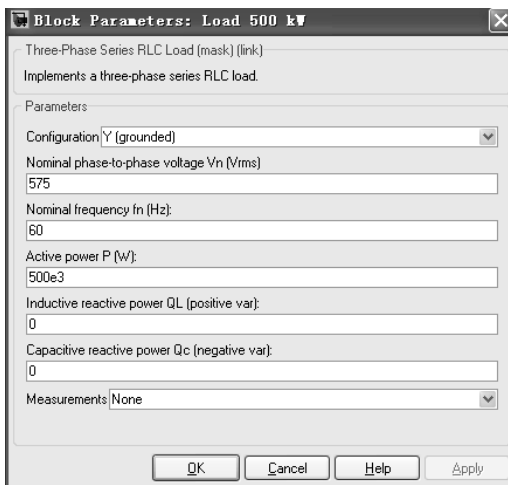 Block Parameters: Load 500 kW
Three-Phase Series RLC Load (mask) (link)
Implements a three-phase series RLC load.
Parameters
Configuration Y (grounded)
Nominal phase-to-phase voltage Vn (Vrms)
575
Nominal frequency fn (Hz):
60
Active power P (W):
500e3
Inductive reactive power QL (positive var):
0
Capacitive reactive power Qc (negative var):
0
Measurements None
OK Cancel Help Apply